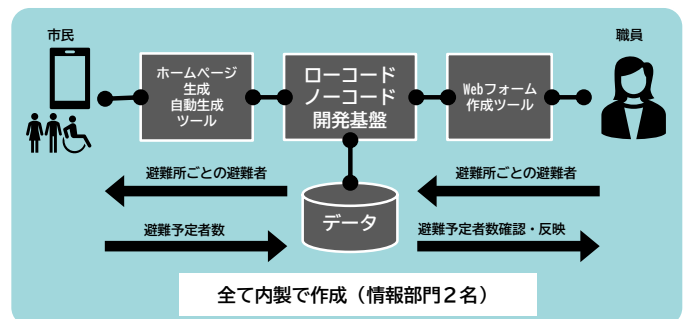 市民
職員
ホームページ
生成
自動生成
ツール
ローコード
ノーコード
開発基盤
Webフォーム
作成ツール
避難所ごとの避難者
避難所ごとの避難者
データ
避難予定者数
避難予定者数確認・反映
全て内製で作成（情報部門２名）